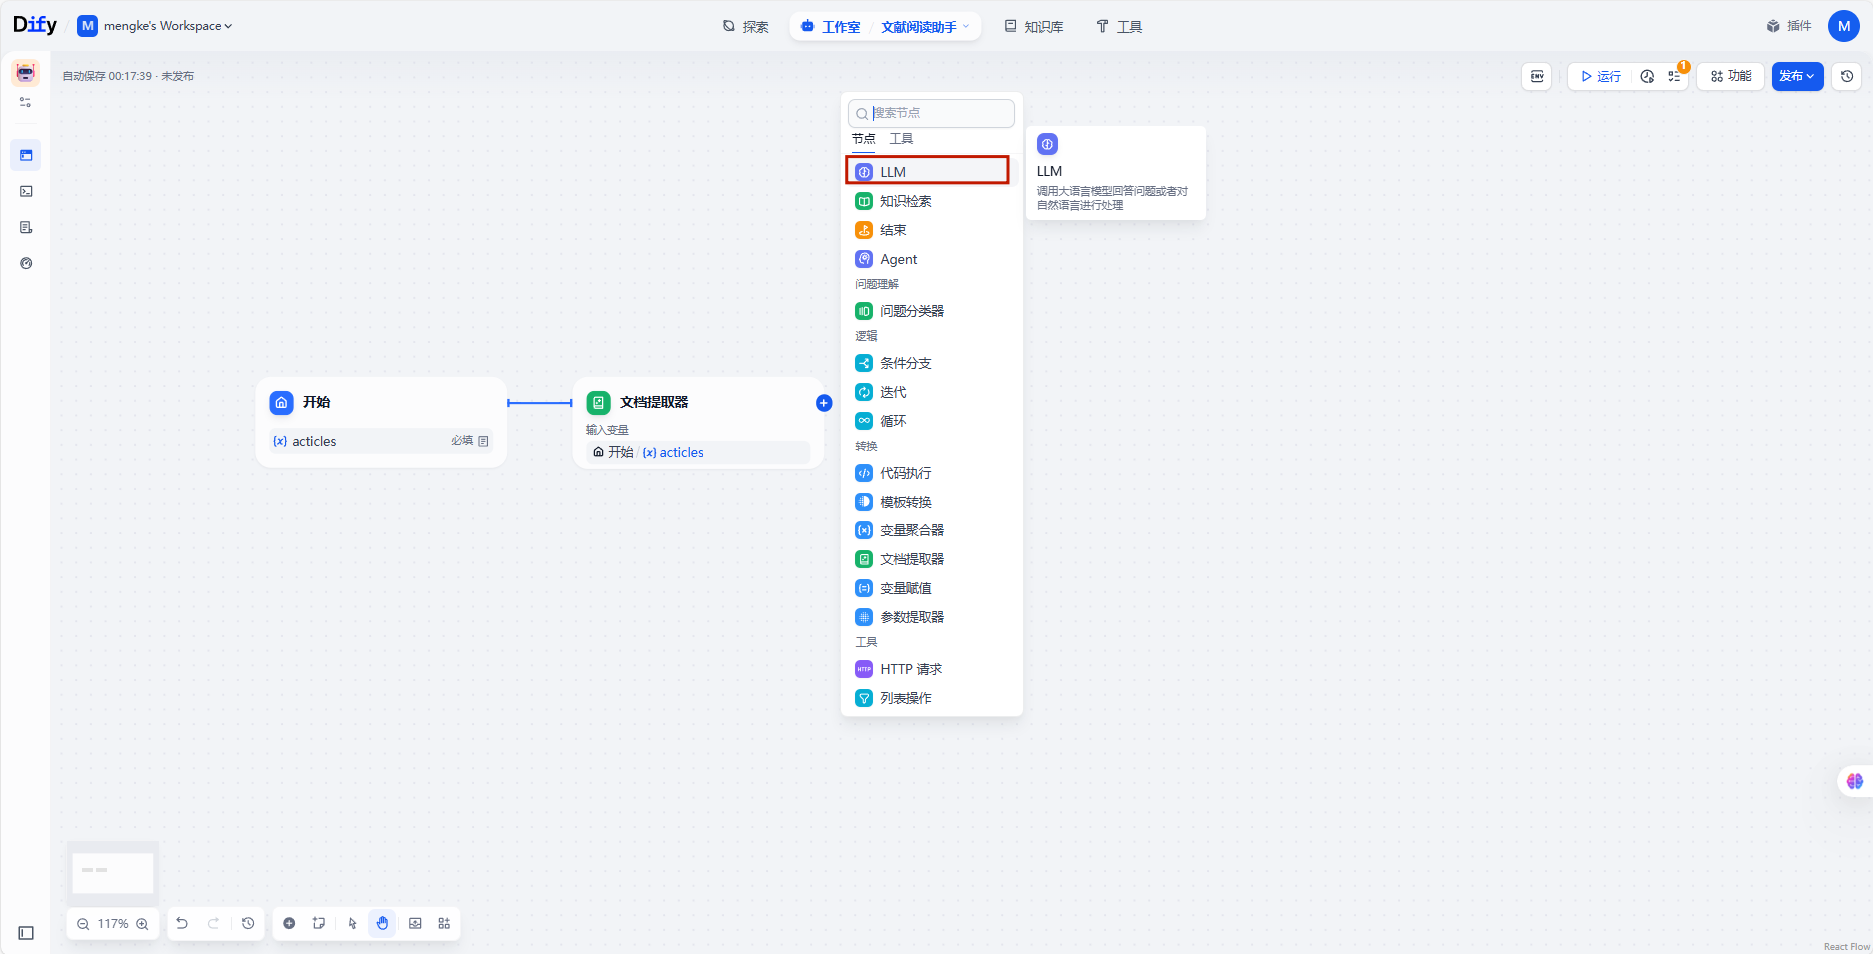 Dify
M
mengke's Workspace
探索
工作室
文献阅读助手
知识库
工具
插件
M
自动保存 00:17:39 · 未发布
ENV
运行
1
功能
发布
搜索节点
节点
工具
LLM
知识检索
结束
Agent
问题理解
问题分类器
逻辑
条件分支
迭代
循环
转换
代码执行
模板转换
变量聚合器
文档提取器
变量赋值
参数提取器
工具
HTTP 请求
列表操作
LLM
调用大语言模型回答问题或者对
自然语言进行处理
开始
{x} acticles
必填
文档提取器
输入变量
开始 / {x} acticles
117%
React Flow